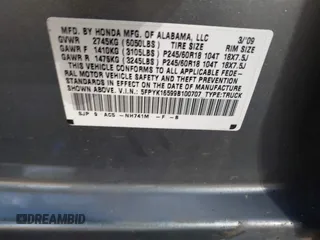 MFD. BY HONDA MFG. OF ALABAMA, LLC 3/'09
GVWR 2745KG (6050LBS) TIRE SIZE RIM SIZE
GAWR F 1410KG (3105LBS) P245/60R18 104T 18X7.5J
GAWR R 1475KG (3245LBS) P245/60R18 104T 18X7.5J
THIS VEHICLE CONFORMS TO ALL APPLICABLE FEDE-
RAL MOTOR VEHICLE SAFETY AND THEFT PREVENTION
STANDARDS IN EFFECT ON THE DATE OF MANUFACTURE
SHOWN ABOVE.
V.I.N.: 5FPYK16599B100707 TYPE:TRUCK
SJP 5 AC5 -NH741M -F -B
© AUTOBIDMASTER
DREAMBID